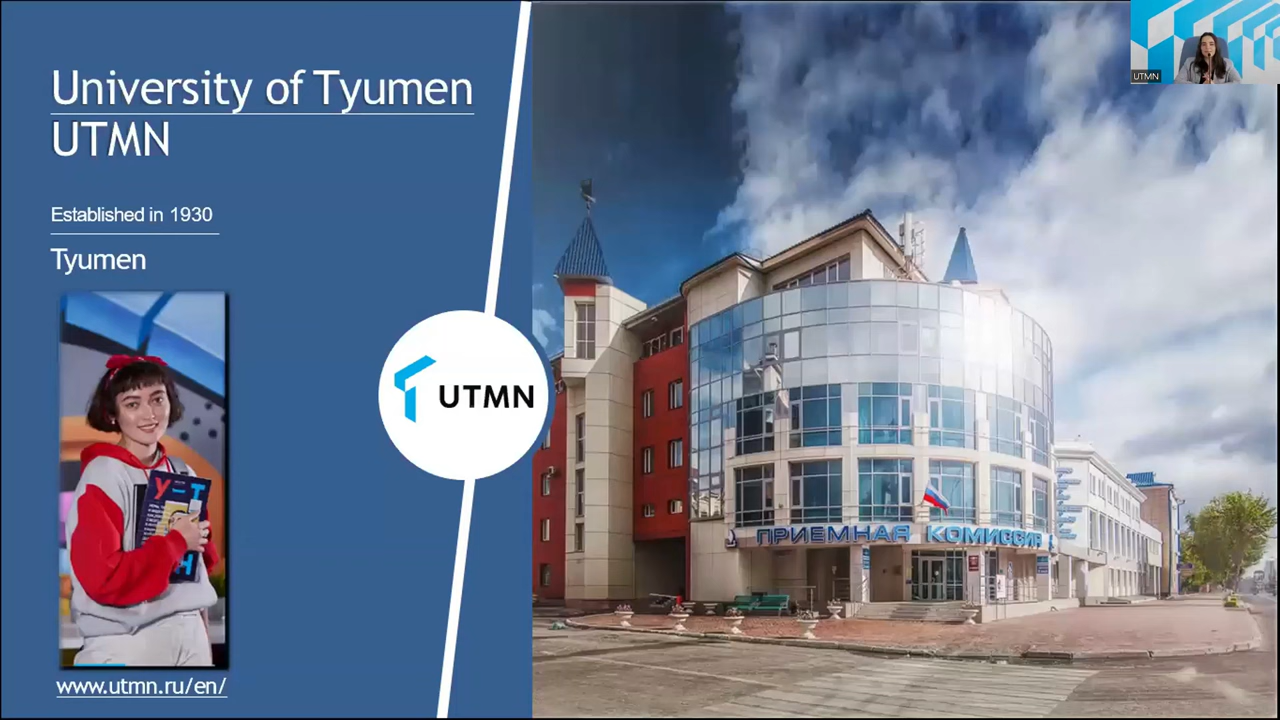 University of Tyumen
UTMN
Established in 1930
Tyumen
У-Т
Н
www.utmn.ru/en/
UTMN
ПРИЕМНАЯ КОМИССИЯ
UTMN